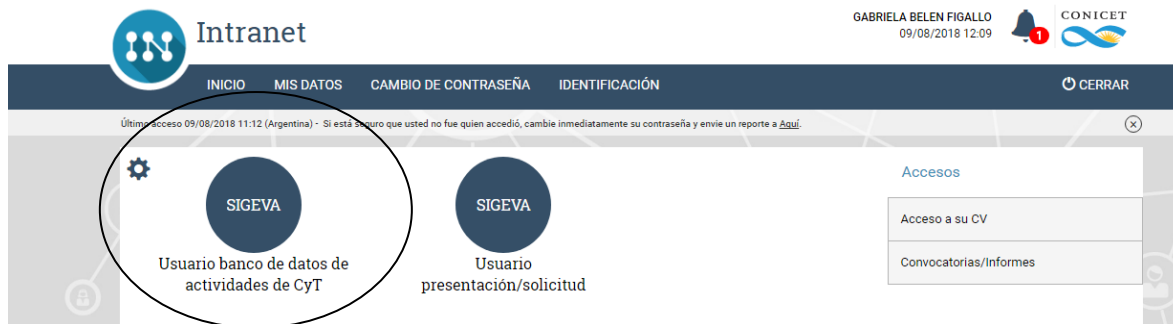 IN
Intranet
GABRIELA BELEN FIGALLO
09/08/2018 12:09
1
CONICET
INICIO MIS DATOS CAMBIO DE CONTRASEÑA IDENTIFICACIÓN CERRAR
Último acceso 09/08/2018 11:12 (Argentina) - Si está seguro que usted no fue quien accedió, cambie inmediatamente su contraseña y envie un reporte a Aquí.
SIGEVA
Usuario banco de datos de
actividades de CyT
SIGEVA
Usuario
presentación/solicitud
Accesos
Acceso a su CV
Convocatorias/Informes